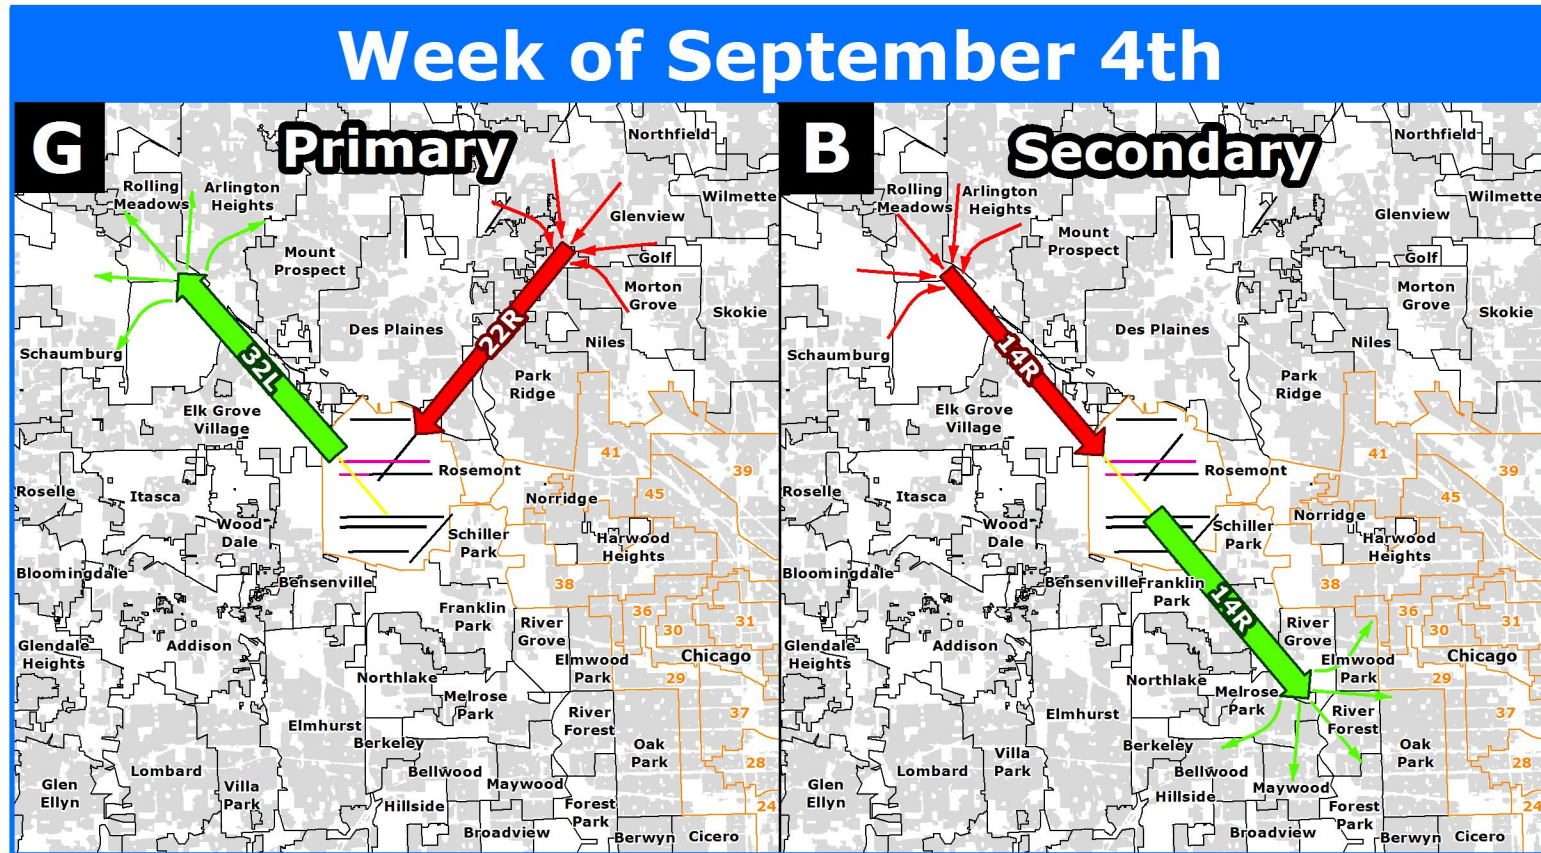 Week of September 4th
G
Primary
Northfield
Rolling
Meadows
Arlington
Heights
Wilmette
Glenview
Mount
Prospect
Golf
Morton
Grove
Skokie
Des Plaines
22R
Niles
Schaumburg
32L
Park
Ridge
Elk Grove
Village
41
Rosemont
39
Roselle
Itasca
Norridge
45
Wood
Dale
Schiller
Park
Harwood
Heights
Bloomingdale
Bensenville
38
Franklin
Park
36
River
Grove
30
31
Glendale
Heights
Addison
Elmwood
Park
Chicago
Northlake
29
Melrose
Park
Elmhurst
River
Forest
37
Berkeley
Oak
Park
Lombard
Bellwood
28
Glen
Ellyn
Villa
Park
Maywood
Hillside
Forest
Park
24
Broadview
Berwyn
Cicero
B
Secondary
Northfield
Rolling
Meadows
Arlington
Heights
Wilmette
Glenview
Mount
Prospect
Golf
Morton
Grove
Skokie
Des Plaines
14R
Niles
Schaumburg
Park
Ridge
Elk Grove
Village
41
Rosemont
39
Roselle
Itasca
45
Norridge
Wood
Dale
Schiller
Park
Harwood
Heights
Bloomingdale
Bensenville
Franklin
Park
38
14R
36
River
Grove
30
31
Glendale
Heights
Addison
Elmwood
Park
Chicago
Northlake
29
Melrose
Park
Elmhurst
River
Forest
37
Berkeley
Oak
Park
Villa
Park
Lombard
Bellwood
28
Glen
Ellyn
Maywood
Hillside
Forest
Park
24
Broadview
Berwyn
Cicero